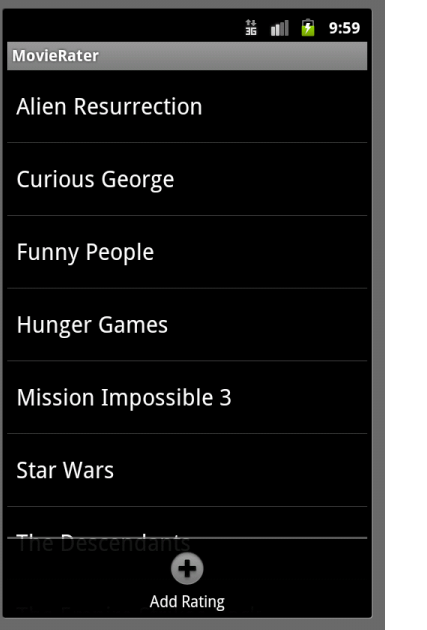 3G 9:59
MovieRater
Alien Resurrection
Curious George
Funny People
Hunger Games
Mission Impossible 3
Star Wars
The Descendants
Add Rating